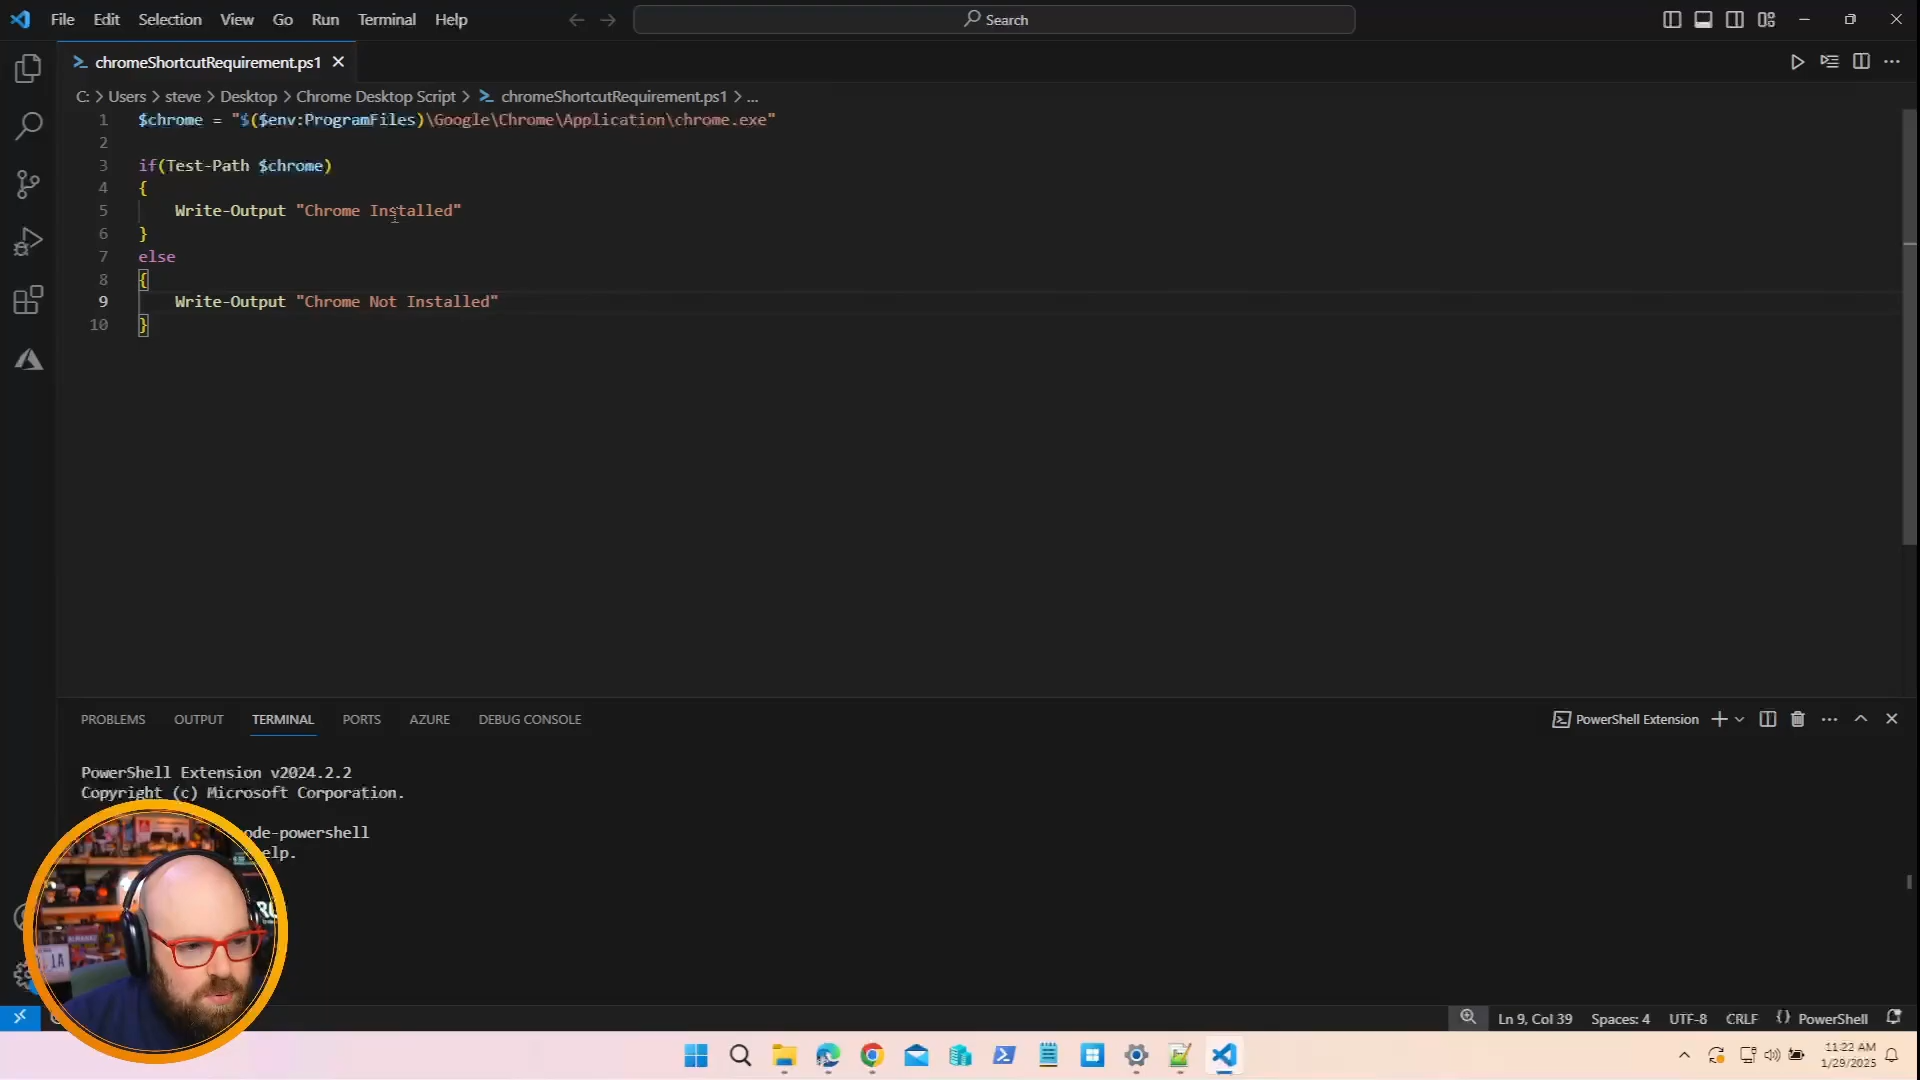 File Edit Selection View Go Run Terminal Help
Search
chromeShortcutRequirement.ps1
C: > Users > steve > Desktop > Chrome Desktop Script > chromeShortcutRequirement.ps1 > ...
1 $chrome = "$($env:ProgramFiles)\Google\Chrome\Application\chrome.exe"
2
3 if(Test-Path $chrome)
4 {
5 Write-Output "Chrome Installed"
6 }
7 else
8 {
9 Write-Output "Chrome Not Installed"
10 }
PROBLEMS OUTPUT TERMINAL PORTS AZURE DEBUG CONSOLE
PowerShell Extension
PowerShell Extension v2024.2.2
Copyright (c) Microsoft Corporation.
ode-powershell
elp.
Ln 9, Col 39 Spaces: 4 UTF-8 CRLF {} PowerShell
11:22 AM
1/29/2025